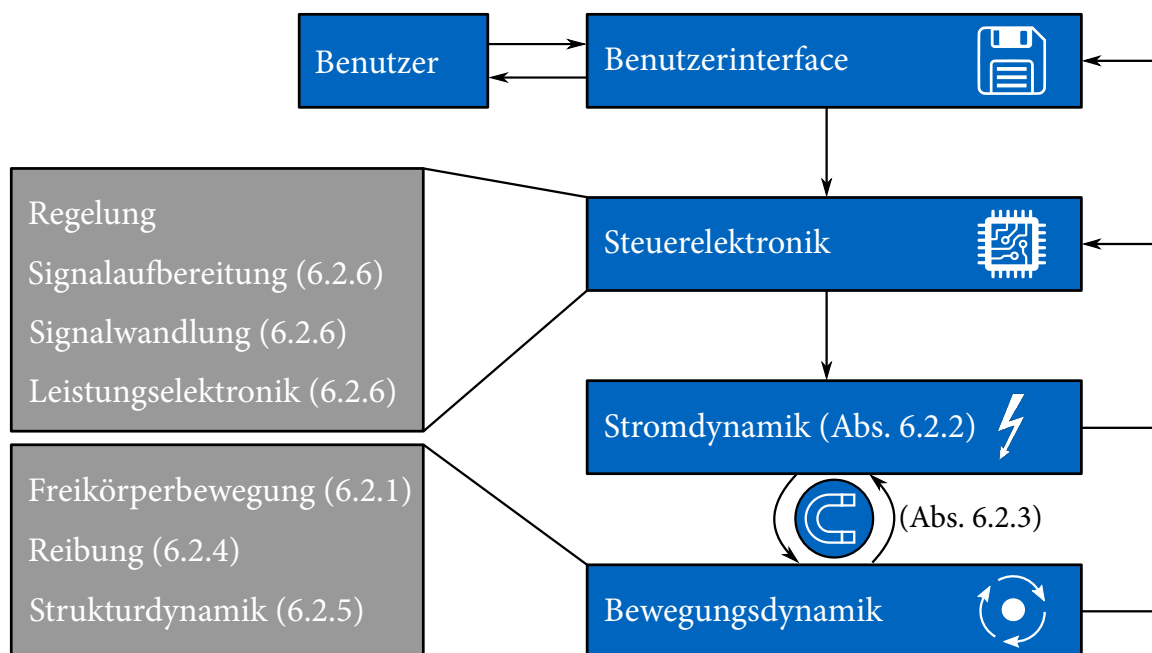 Benutzer
Benutzerinterface
Regelung
Signalaufbereitung (6.2.6)
Signalwandlung (6.2.6)
Leistungselektronik (6.2.6)
Steuerelektronik
Stromdynamik (Abs. 6.2.2)
(Abs. 6.2.3)
Freikörperbewegung (6.2.1)
Reibung (6.2.4)
Strukturdynamik (6.2.5)
Bewegungsdynamik